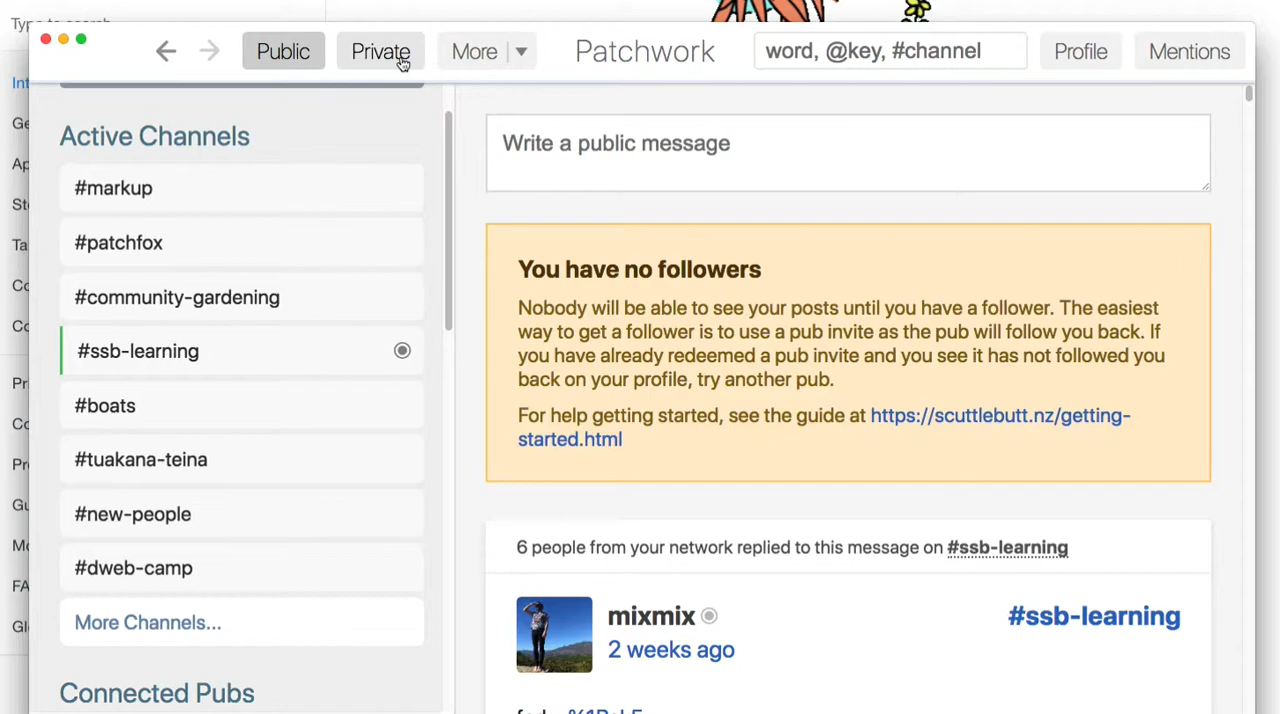 Public
Private
More
Patchwork
word, @key, #channel
Profile
Mentions
Active Channels
#markup
#patchfox
#community-gardening
#ssb-learning
#boats
#tuakana-teina
#new-people
#dweb-camp
More Channels...
Connected Pubs
Write a public message
You have no followers
Nobody will be able to see your posts until you have a follower. The easiest
way to get a follower is to use a pub invite as the pub will follow you back. If
you have already redeemed a pub invite and you see it has not followed you
back on your profile, try another pub.
For help getting started, see the guide at https://scuttlebutt.nz/getting-
started.html
6 people from your network replied to this message on #ssb-learning
mixmix
#ssb-learning
2 weeks ago